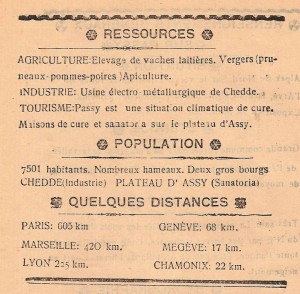 RESSOURCES
AGRICULTURE:Elevage de vaches laitières. Vergers (pru-
neaux-pommes-poires )Apiculture.
INDUSTRIE: Usine électro-métallurgique de Chedde.
TOURISME:Passy est une situation climatique de cure.
Maisons de cure et sanatoria sur le plateau d'Assy.
POPULATION
7501 habitants. Nombreux hameaux. Deux gros bourgs
CHEDDE(Industrie) PLATEAU D' ASSY (Sanatoria)
QUELQUES DISTANCES
PARIS: 605 km GENÈVE: 68 km.
MARSEILLE: 420 km. MEGÈVE: 17 km.
LYON 225 km. CHAMONIX: 22 km.